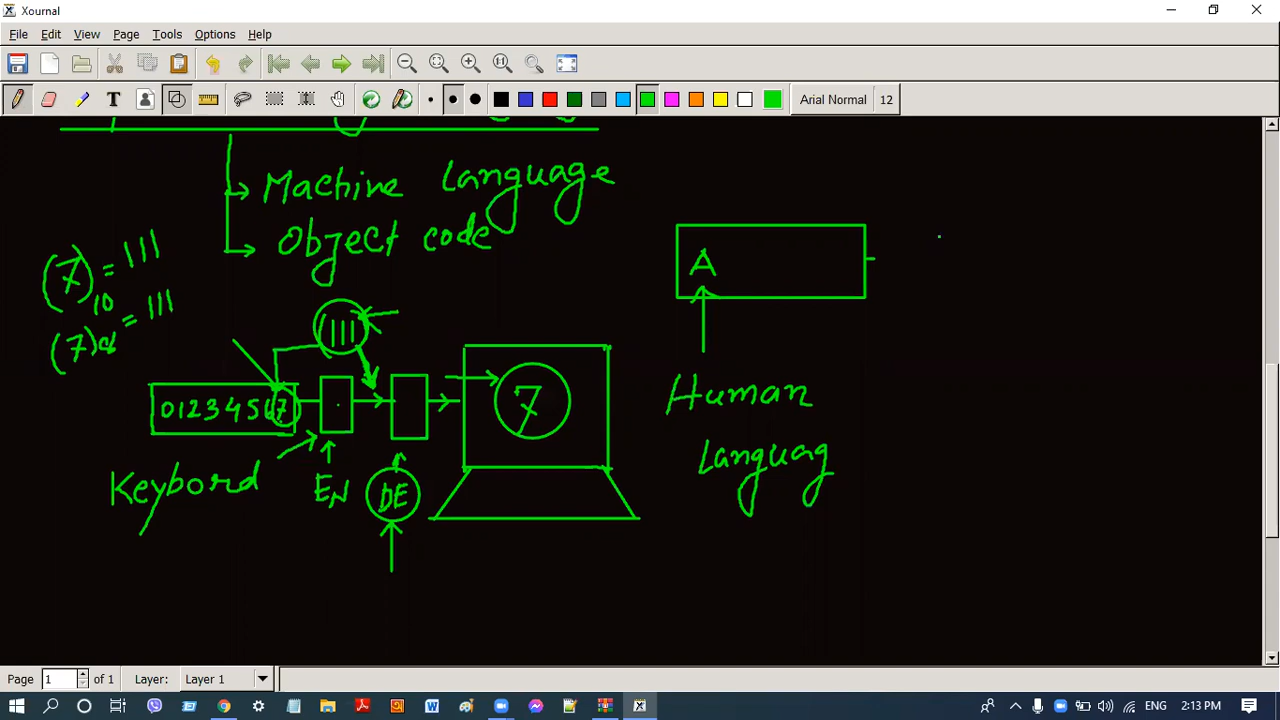 Xournal
File Edit View Page Tools Options Help
Arial Normal 12
Machine Language
Object code
(7)10 = 111
(7)8 = 111
111
01234567
7
EN
DE
Keybord
A
Human
Languag
Page 1 of 1 Layer: Layer 1
ENG 2:13 PM